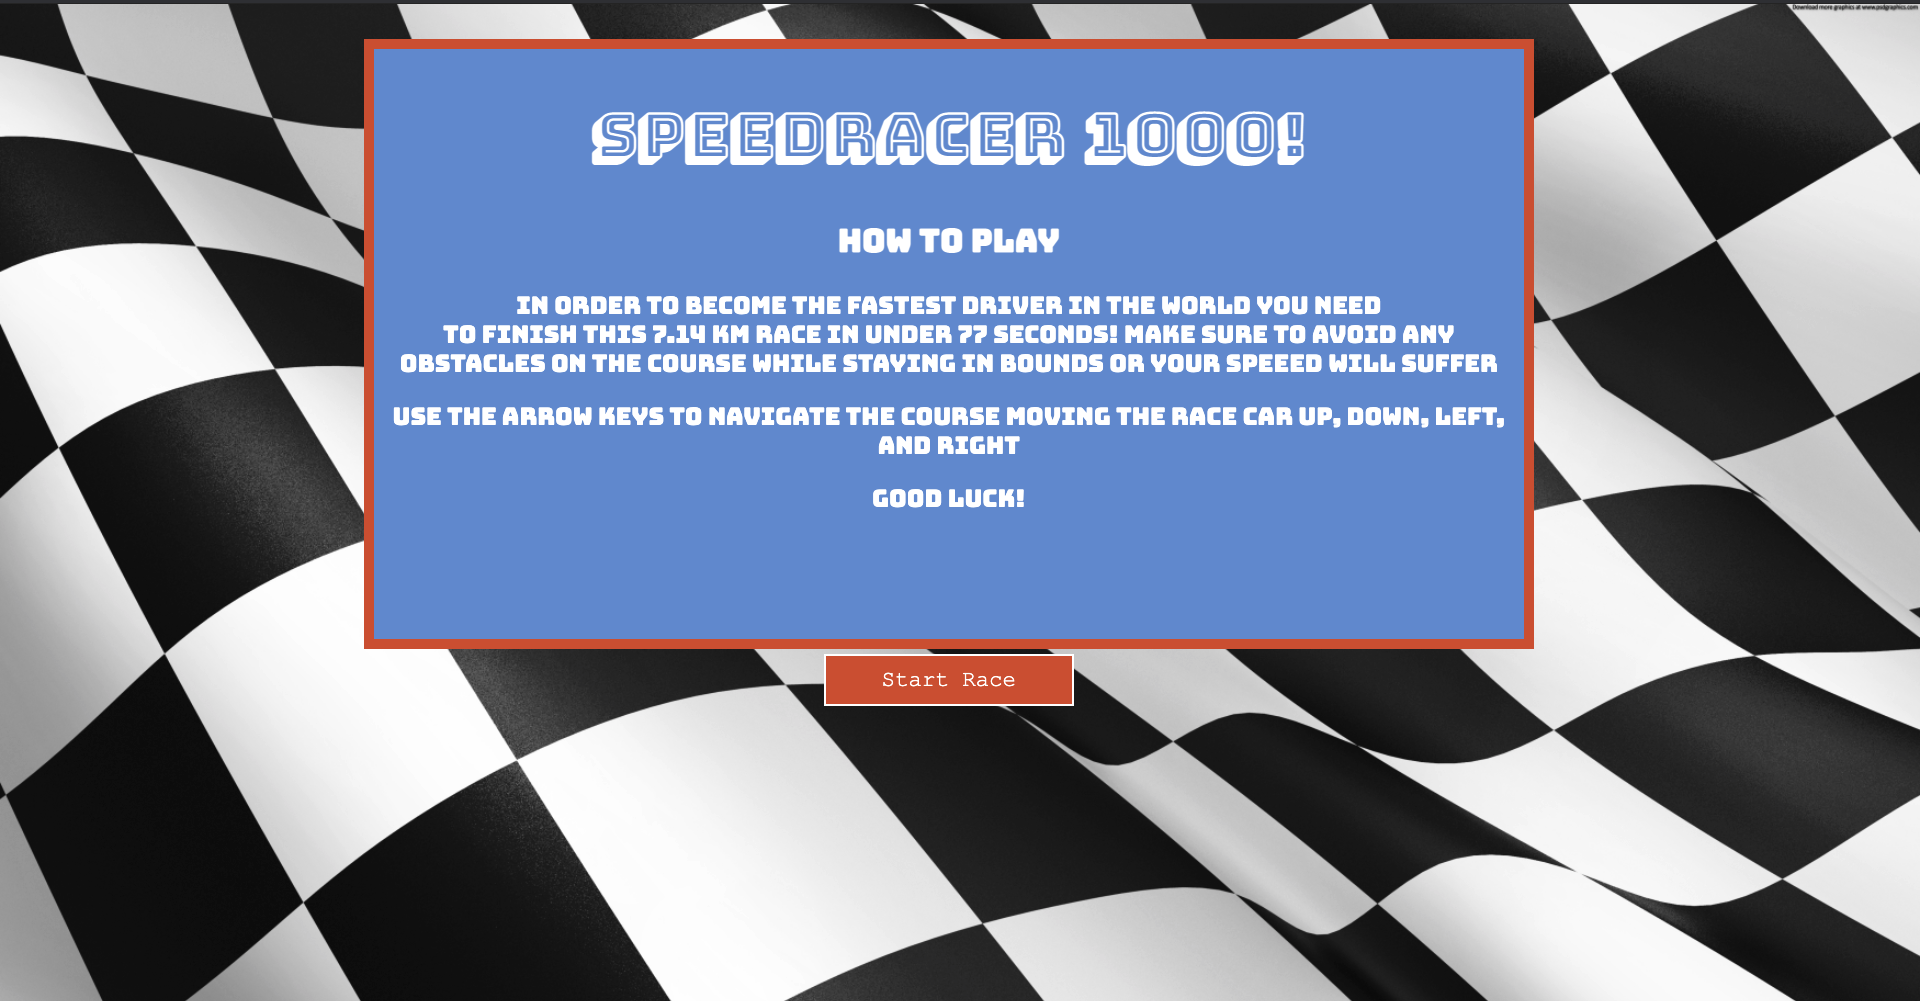 Download more graphics at www.psdgraphics.com
SPEEDRACER 1000!
HOW TO PLAY
IN ORDER TO BECOME THE FASTEST DRIVER IN THE WORLD YOU NEED
TO FINISH THIS 7.14 KM RACE IN UNDER 77 SECONDS! MAKE SURE TO AVOID ANY
OBSTACLES ON THE COURSE WHILE STAYING IN BOUNDS OR YOUR SPEEED WILL SUFFER
USE THE ARROW KEYS TO NAVIGATE THE COURSE MOVING THE RACE CAR UP, DOWN, LEFT,
AND RIGHT
GOOD LUCK!
Start Race